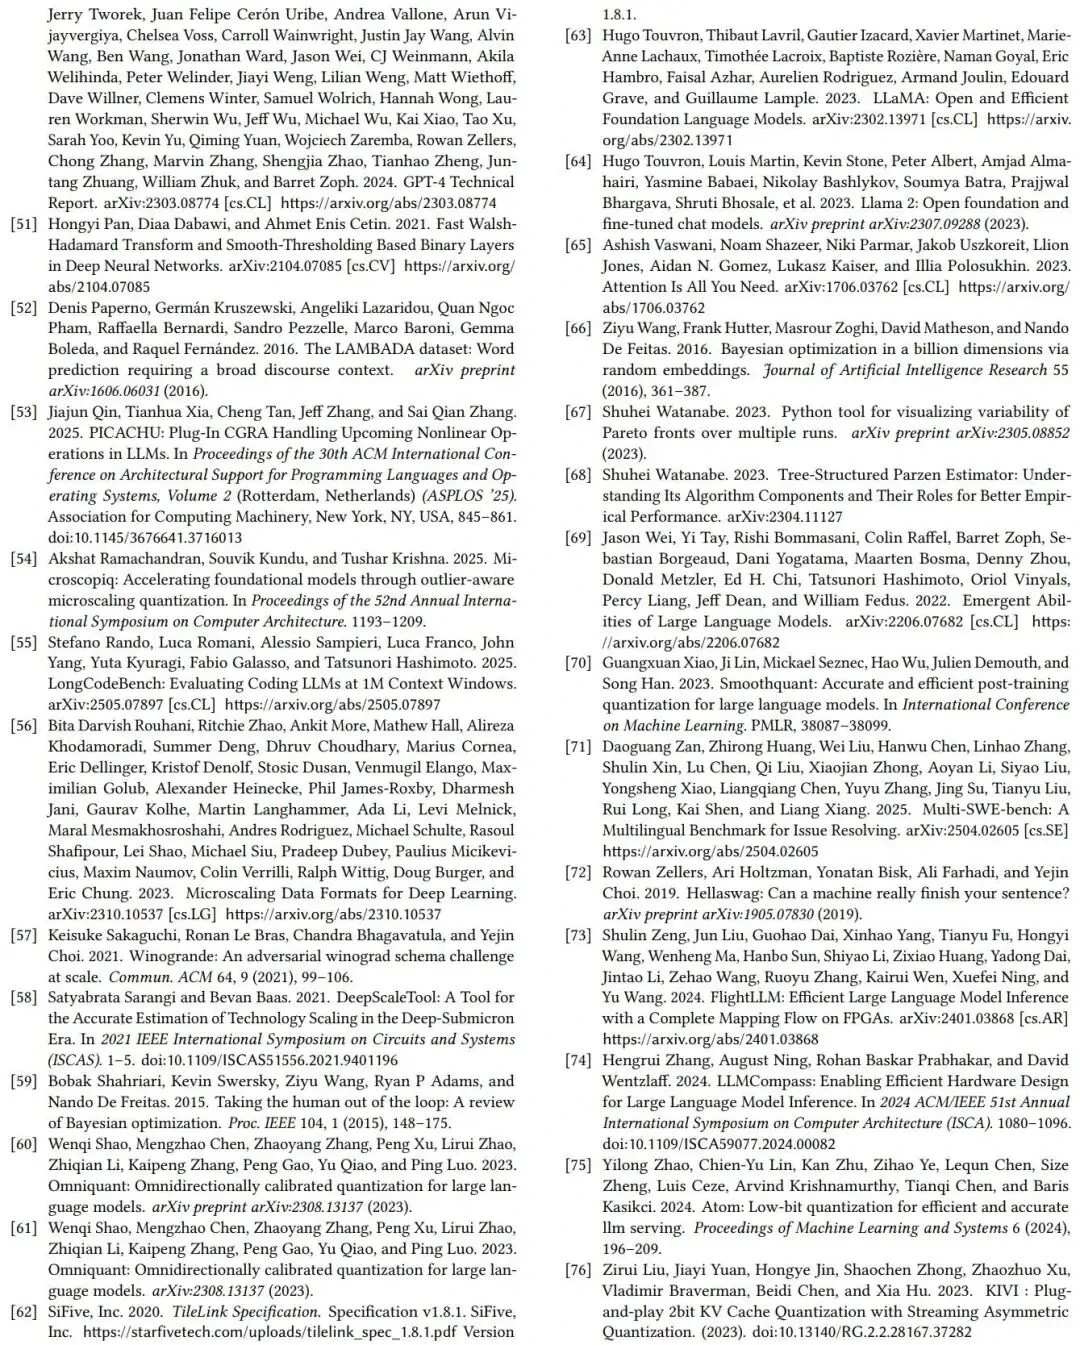 Jerry Tworek, Juan Felipe Cerón Uribe, Andrea Vallone, Arun Vi-
jayvergiya, Chelsea Voss, Carroll Wainwright, Justin Jay Wang, Alvin
Wang, Ben Wang, Jonathan Ward, Jason Wei, CJ Weinmann, Akila
Welihinda, Peter Welinder, Jiayi Weng, Lilian Weng, Matt Wiethoff,
Dave Willner, Clemens Winter, Samuel Wolrich, Hannah Wong, Lau-
ren Workman, Sherwin Wu, Jeff Wu, Michael Wu, Kai Xiao, Tao Xu,
Sarah Yoo, Kevin Yu, Qiming Yuan, Wojciech Zaremba, Rowan Zellers,
Chong Zhang, Marvin Zhang, Shengjia Zhao, Tianhao Zheng, Jun-
tang Zhuang, William Zhuk, and Barret Zoph. 2024. GPT-4 Technical
Report. arXiv:2303.08774 [cs.CL] https://arxiv.org/abs/2303.08774
[51] Hongyi Pan, Diaa Dabawi, and Ahmet Enis Cetin. 2021. Fast Walsh-
Hadamard Transform and Smooth-Thresholding Based Binary Layers
in Deep Neural Networks. arXiv:2104.07085 [cs.CV] https://arxiv.org/
abs/2104.07085
[52] Denis Paperno, Germán Kruszewski, Angeliki Lazaridou, Quan Ngoc
Pham, Raffaella Bernardi, Sandro Pezzelle, Marco Baroni, Gemma
Boleda, and Raquel Fernández. 2016. The LAMBADA dataset: Word
prediction requiring a broad discourse context. arXiv preprint
arXiv:1606.06031 (2016).
[53] Jiajun Qin, Tianhua Xia, Cheng Tan, Jeff Zhang, and Sai Qian Zhang.
2025. PICACHU: Plug-In CGRA Handling Upcoming Nonlinear Op-
erations in LLMs. In Proceedings of the 30th ACM International Con-
ference on Architectural Support for Programming Languages and Op-
erating Systems, Volume 2 (Rotterdam, Netherlands) (ASPLOS '25).
Association for Computing Machinery, New York, NY, USA, 845–861.
doi:10.1145/3676641.3716013
[54] Akshat Ramachandran, Souvik Kundu, and Tushar Krishna. 2025. Mi-
croscopiq: Accelerating foundational models through outlier-aware
microscaling quantization. In Proceedings of the 52nd Annual Interna-
tional Symposium on Computer Architecture. 1193–1209.
[55] Stefano Rando, Luca Romani, Alessio Sampieri, Luca Franco, John
Yang, Yuta Kyuragi, Fabio Galasso, and Tatsunori Hashimoto. 2025.
LongCodeBench: Evaluating Coding LLMs at 1M Context Windows.
arXiv:2505.07897 [cs.CL] https://arxiv.org/abs/2505.07897
[56] Bita Darvish Rouhani, Ritchie Zhao, Ankit More, Mathew Hall, Alireza
Khodamoradi, Summer Deng, Dhruv Choudhary, Marius Cornea,
Eric Dellinger, Kristof Denolf, Stosic Dusan, Venmugil Elango, Max-
imilian Golub, Alexander Heinecke, Phil James-Roxby, Dharmesh
Jani, Gaurav Kolhe, Martin Langhammer, Ada Li, Levi Melnick,
Maral Mesmakhosroshahi, Andres Rodriguez, Michael Schulte, Rasoul
Shafipour, Lei Shao, Michael Siu, Pradeep Dubey, Paulius Micikevi-
cius, Maxim Naumov, Colin Verrilli, Ralph Wittig, Doug Burger, and
Eric Chung. 2023. Microscaling Data Formats for Deep Learning.
arXiv:2310.10537 [cs.LG] https://arxiv.org/abs/2310.10537
[57] Keisuke Sakaguchi, Ronan Le Bras, Chandra Bhagavatula, and Yejin
Choi. 2021. Winogrande: An adversarial winograd schema challenge
at scale. Commun. ACM 64, 9 (2021), 99–106.
[58] Satyabrata Sarangi and Bevan Baas. 2021. DeepScaleTool: A Tool for
the Accurate Estimation of Technology Scaling in the Deep-Submicron
Era. In 2021 IEEE International Symposium on Circuits and Systems
(ISCAS). 1–5. doi:10.1109/ISCAS51556.2021.9401196
[59] Bobak Shahriari, Kevin Swersky, Ziyu Wang, Ryan P Adams, and
Nando De Freitas. 2015. Taking the human out of the loop: A review
of Bayesian optimization. Proc. IEEE 104, 1 (2015), 148–175.
[60] Wenqi Shao, Mengzhao Chen, Zhaoyang Zhang, Peng Xu, Lirui Zhao,
Zhiqian Li, Kaipeng Zhang, Peng Gao, Yu Qiao, and Ping Luo. 2023.
Omniquant: Omnidirectionally calibrated quantization for large lan-
guage models. arXiv preprint arXiv:2308.13137 (2023).
[61] Wenqi Shao, Mengzhao Chen, Zhaoyang Zhang, Peng Xu, Lirui Zhao,
Zhiqian Li, Kaipeng Zhang, Peng Gao, Yu Qiao, and Ping Luo. 2023.
Omniquant: Omnidirectionally calibrated quantization for large lan-
guage models. arXiv:2308.13137 (2023).
[62] SiFive, Inc. 2020. TileLink Specification. Specification v1.8.1. SiFive,
Inc. https://starfivetech.com/uploads/tilelink_spec_1.8.1.pdf Version
1.8.1.
[63] Hugo Touvron, Thibaut Lavril, Gautier Izacard, Xavier Martinet, Marie-
Anne Lachaux, Timothée Lacroix, Baptiste Rozière, Naman Goyal, Eric
Hambro, Faisal Azhar, Aurelien Rodriguez, Armand Joulin, Edouard
Grave, and Guillaume Lample. 2023. LLaMA: Open and Efficient
Foundation Language Models. arXiv:2302.13971 [cs.CL] https://arxiv.
org/abs/2302.13971
[64] Hugo Touvron, Louis Martin, Kevin Stone, Peter Albert, Amjad Alma-
hairi, Yasmine Babaei, Nikolay Bashlykov, Soumya Batra, Prajjwal
Bhargava, Shruti Bhosale, et al. 2023. Llama 2: Open foundation and
fine-tuned chat models. arXiv preprint arXiv:2307.09288 (2023).
[65] Ashish Vaswani, Noam Shazeer, Niki Parmar, Jakob Uszkoreit, Llion
Jones, Aidan N. Gomez, Lukasz Kaiser, and Illia Polosukhin. 2023.
Attention Is All You Need. arXiv:1706.03762 [cs.CL] https://arxiv.org/
abs/1706.03762
[66] Ziyu Wang, Frank Hutter, Masrour Zoghi, David Matheson, and Nando
De Feitas. 2016. Bayesian optimization in a billion dimensions via
random embeddings. Journal of Artificial Intelligence Research 55
(2016), 361–387.
[67] Shuhei Watanabe. 2023. Python tool for visualizing variability of
Pareto fronts over multiple runs. arXiv preprint arXiv:2305.08852
(2023).
[68] Shuhei Watanabe. 2023. Tree-Structured Parzen Estimator: Under-
standing Its Algorithm Components and Their Roles for Better Empir-
ical Performance. arXiv:2304.11127
[69] Jason Wei, Yi Tay, Rishi Bommasani, Colin Raffel, Barret Zoph, Se-
bastian Borgeaud, Dani Yogatama, Maarten Bosma, Denny Zhou,
Donald Metzler, Ed H. Chi, Tatsunori Hashimoto, Oriol Vinyals,
Percy Liang, Jeff Dean, and William Fedus. 2022. Emergent Abil-
ities of Large Language Models. arXiv:2206.07682 [cs.CL] https:
//arxiv.org/abs/2206.07682
[70] Guangxuan Xiao, Ji Lin, Mickael Seznec, Hao Wu, Julien Demouth, and
Song Han. 2023. Smoothquant: Accurate and efficient post-training
quantization for large language models. In International Conference
on Machine Learning. PMLR, 38087–38099.
[71] Daoguang Zan, Zhirong Huang, Wei Liu, Hanwu Chen, Linhao Zhang,
Shulin Xin, Lu Chen, Qi Liu, Xiaojian Zhong, Aoyan Li, Siyao Liu,
Yongsheng Xiao, Liangqiang Chen, Yuyu Zhang, Jing Su, Tianyu Liu,
Rui Long, Kai Shen, and Liang Xiang. 2025. Multi-SWE-bench: A
Multilingual Benchmark for Issue Resolving. arXiv:2504.02605 [cs.SE]
https://arxiv.org/abs/2504.02605
[72] Rowan Zellers, Ari Holtzman, Yonatan Bisk, Ali Farhadi, and Yejin
Choi. 2019. Hellaswag: Can a machine really finish your sentence?
arXiv preprint arXiv:1905.07830 (2019).
[73] Shulin Zeng, Jun Liu, Guohao Dai, Xinhao Yang, Tianyu Fu, Hongyi
Wang, Wenheng Ma, Hanbo Sun, Shiyao Li, Zixiao Huang, Yadong Dai,
Jintao Li, Zehao Wang, Ruoyu Zhang, Kairui Wen, Xuefei Ning, and
Yu Wang. 2024. FlightLLM: Efficient Large Language Model Inference
with a Complete Mapping Flow on FPGAs. arXiv:2401.03868 [cs.AR]
https://arxiv.org/abs/2401.03868
[74] Hengrui Zhang, August Ning, Rohan Baskar Prabhakar, and David
Wentzlaff. 2024. LLMCompass: Enabling Efficient Hardware Design
for Large Language Model Inference. In 2024 ACM/IEEE 51st Annual
International Symposium on Computer Architecture (ISCA). 1080–1096.
doi:10.1109/ISCA59077.2024.00082
[75] Yilong Zhao, Chien-Yu Lin, Kan Zhu, Zihao Ye, Lequn Chen, Size
Zheng, Luis Ceze, Arvind Krishnamurthy, Tianqi Chen, and Baris
Kasikci. 2024. Atom: Low-bit quantization for efficient and accurate
llm serving. Proceedings of Machine Learning and Systems 6 (2024),
196–209.
[76] Zirui Liu, Jiayi Yuan, Hongye Jin, Shaochen Zhong, Zhaozhuo Xu,
Vladimir Braverman, Beidi Chen, and Xia Hu. 2023. KIVI : Plug-
and-play 2bit KV Cache Quantization with Streaming Asymmetric
Quantization. (2023). doi:10.13140/RG.2.2.28167.37282